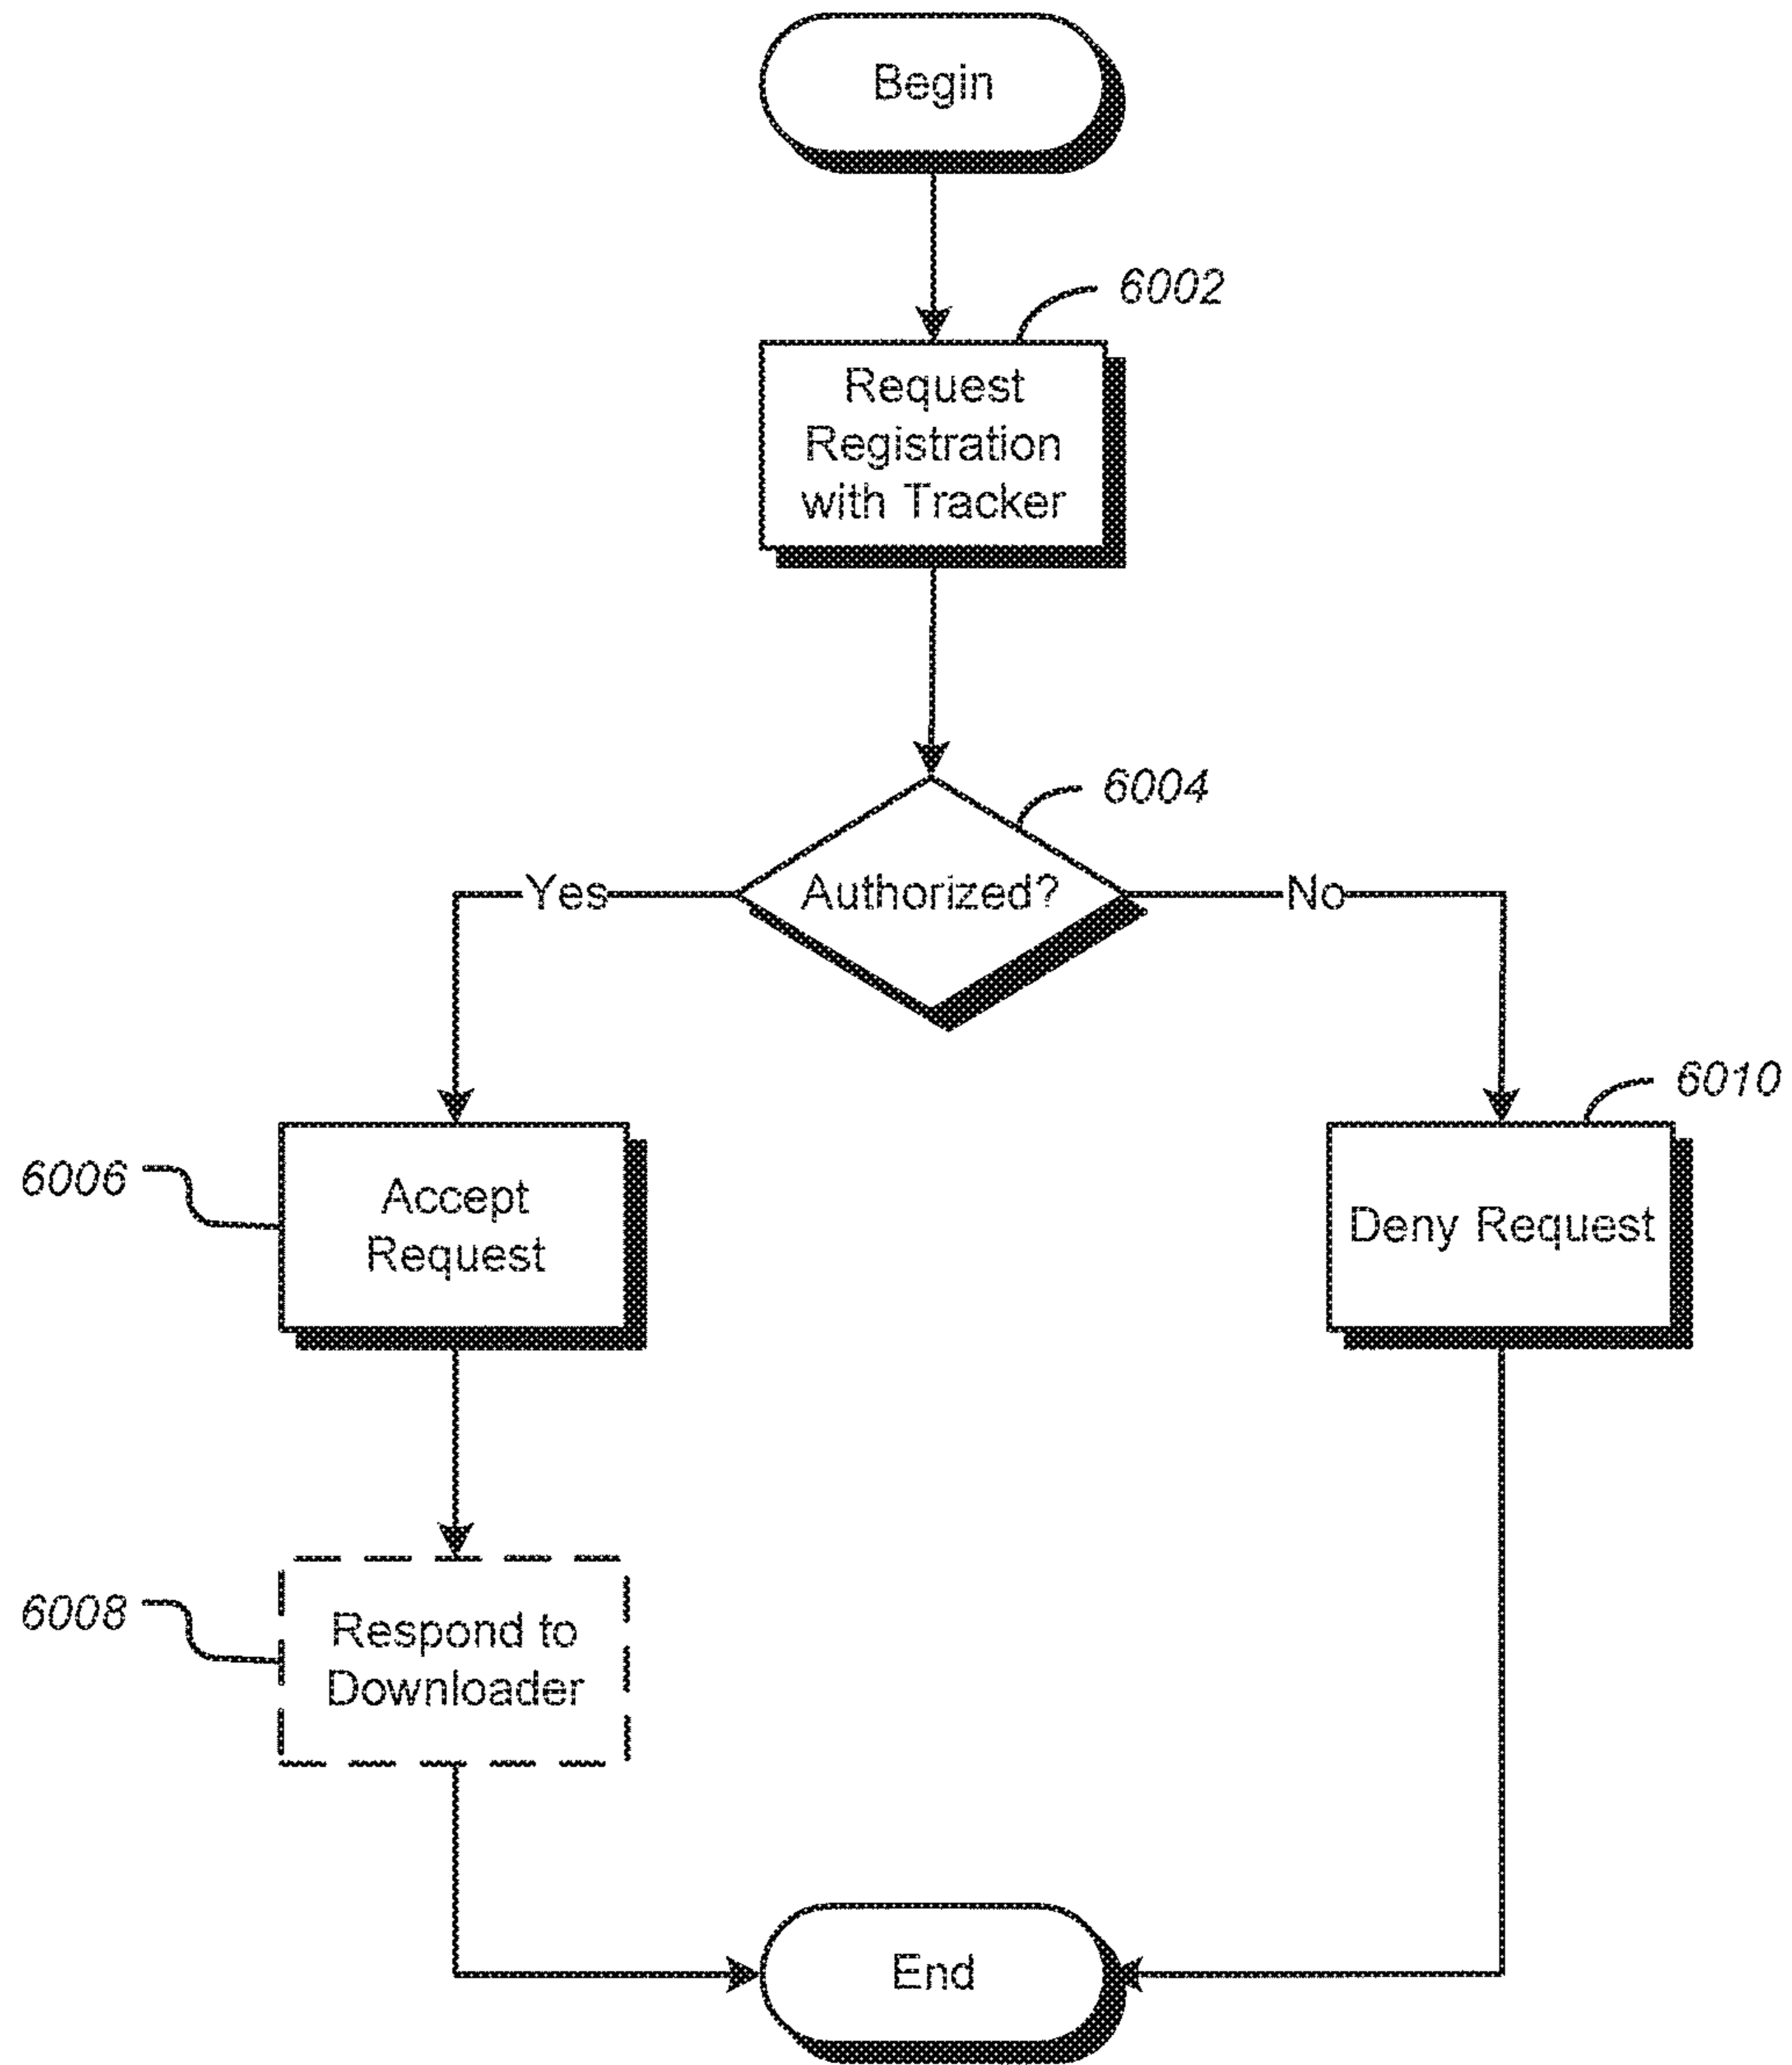 Begin
6002
Request
Registration
with Tracker
6004
Yes
Authorized?
No
6010
6006
Accept
Request
Deny Request
6008
Respond to
Downloader
End